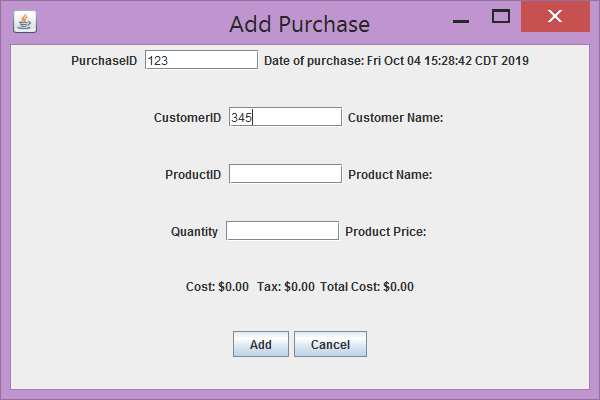 Add Purchase
PurchaseID 123 Date of purchase: Fri Oct 04 15:28:42 CDT 2019
CustomerID 345 Customer Name:
ProductID Product Name:
Quantity Product Price:
Cost: $0.00 Tax: $0.00 Total Cost: $0.00
Add Cancel